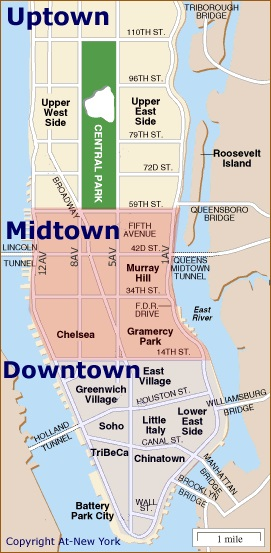 Uptown
TRIBOROUGH
BRIDGE
110TH ST.
96TH ST.
Upper
West
Side
Upper
East
Side
CENTRAL PARK
79TH ST.
72D ST.
Roosevelt
Island
BROADWAY
59TH ST.
QUEENSBORO
BRIDGE
Midtown
FIFTH
AVENUE
LINCOLN
TUNNEL
42D ST.
12AV
8AV
5AV
1AV
QUEENS
MIDTOWN
TUNNEL
Murray
Hill
34TH ST.
F.D.R.
DRIVE
East
River
Chelsea
Gramercy
Park
14TH ST.
Downtown
East
Village
Greenwich
Village
HOUSTON ST.
WILLIAMSBURG
BRIDGE
Lower
East
Side
Little
Italy
Soho
HOLLAND
TUNNEL
CANAL ST.
TriBeCa
Chinatown
MANHATTAN
BRIDGE
BROOKLYN
BRIDGE
WALL
ST.
Battery
Park City
Copyright At-New York
1 mile